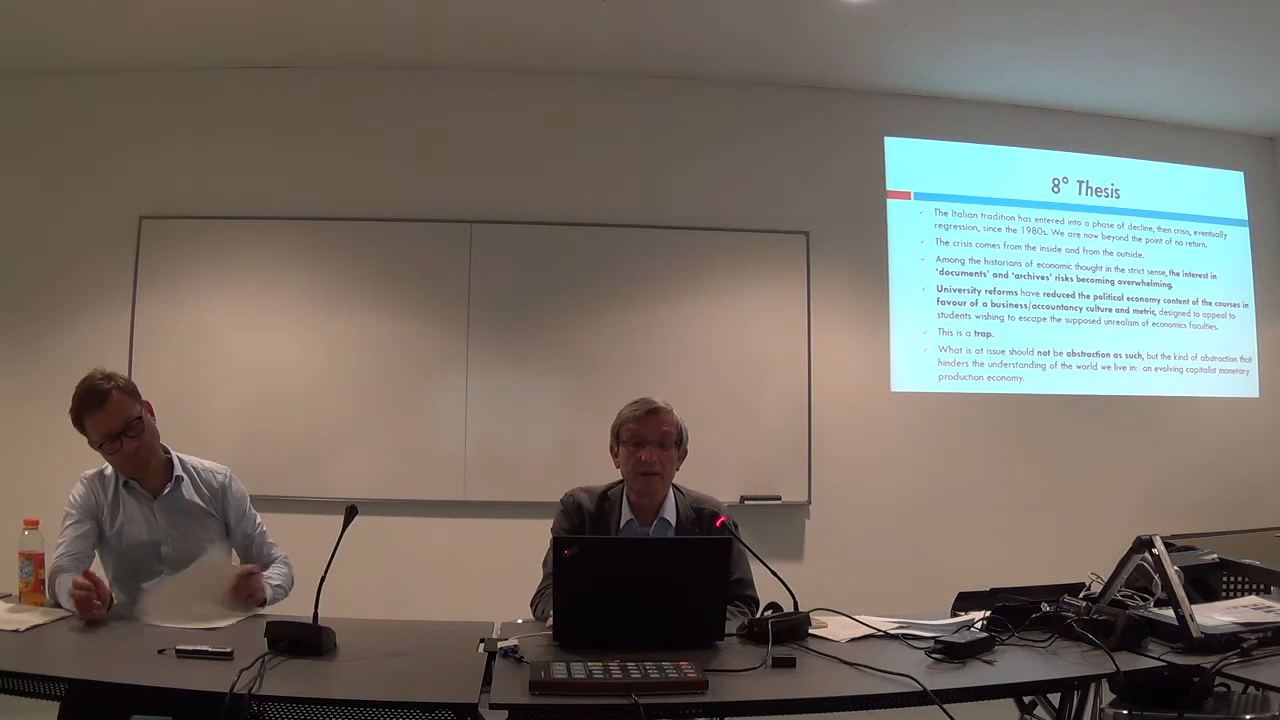 8° Thesis
The Italian tradition has entered into a phase of decline, then crisis, eventually
regression, since the 1980s. We are now beyond the point of no return.
The crisis comes from the inside and from the outside.
Among the historians of economic thought in the strict sense, the interest in
'documents' and 'archives' risks becoming overwhelming.
University reforms have reduced the political economy content of the courses in
favour of a business/accountancy culture and metric, designed to appeal to
students wishing to escape the supposed unrealism of economics faculties.
This is a trap.
What is at issue should not be abstraction as such, but the kind of abstraction that
hinders the understanding of the world we live in: an evolving capitalist monetary
production economy.